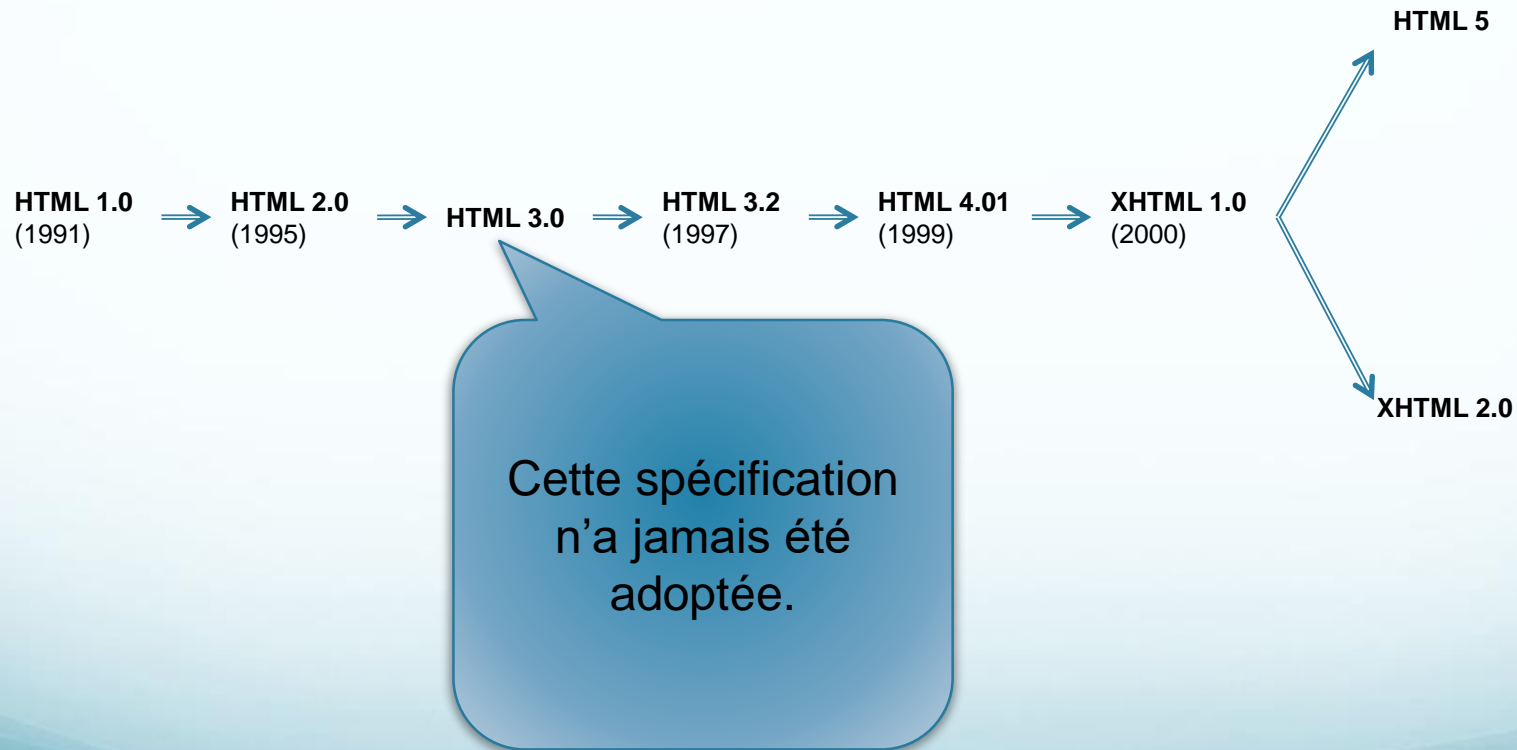 HTML 5
HTML 1.0
(1991)
HTML 2.0
(1995)
HTML 3.0
HTML 3.2
(1997)
HTML 4.01
(1999)
XHTML 1.0
(2000)
XHTML 2.0
Cette spécification
n’a jamais été
adoptée.